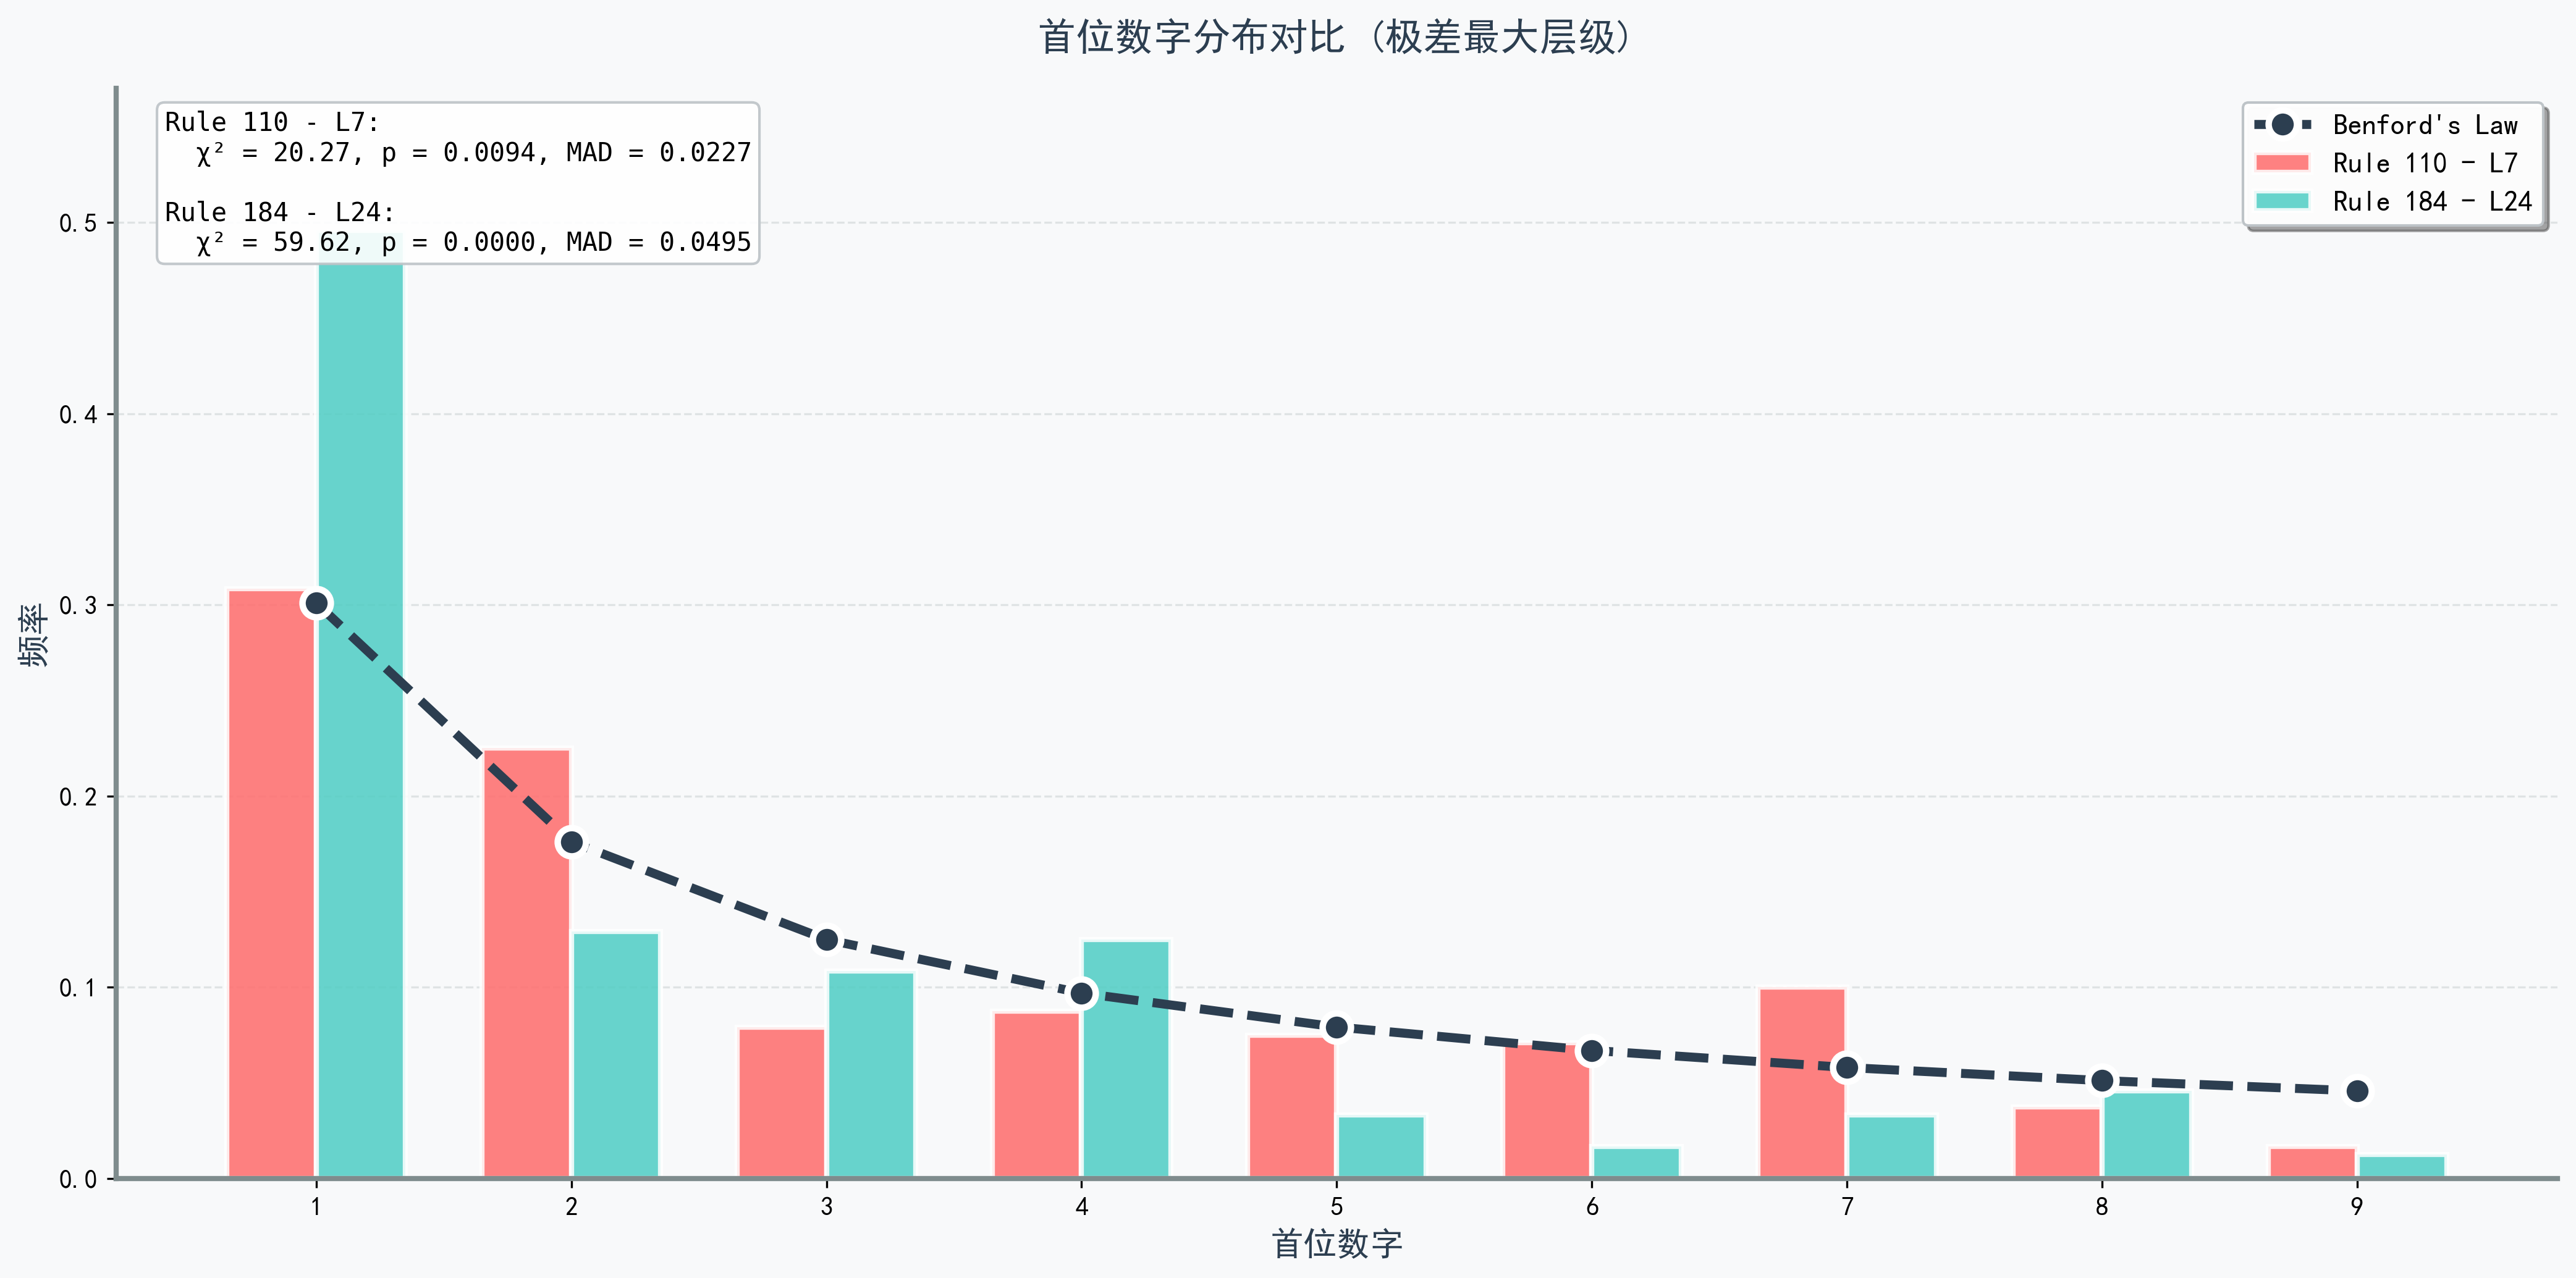 首位数字分布对比（极差最大层级）
Rule 110 - L7:
χ² = 20.27, p = 0.0094, MAD = 0.0227
Rule 184 - L24:
χ² = 59.62, p = 0.0000, MAD = 0.0495
Benford's Law
Rule 110 - L7
Rule 184 - L24
频率
0.5
0.4
0.3
0.2
0.1
0.0
1 2 3 4 5 6 7 8 9
首位数字